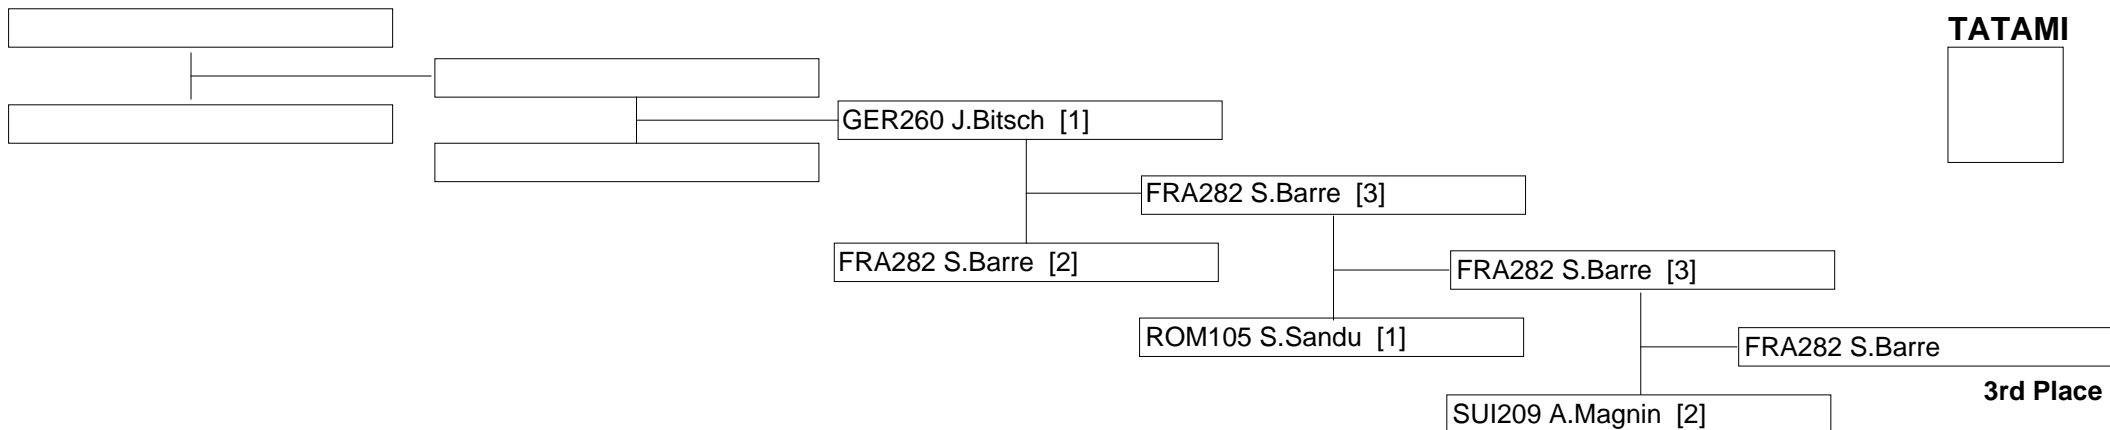 TATAMI
GER260 J.Bitsch [1]
FRA282 S.Barre [3]
FRA282 S.Barre [2]
FRA282 S.Barre [3]
ROM105 S.Sandu [1]
FRA282 S.Barre
3rd Place
SUI209 A.Magnin [2]